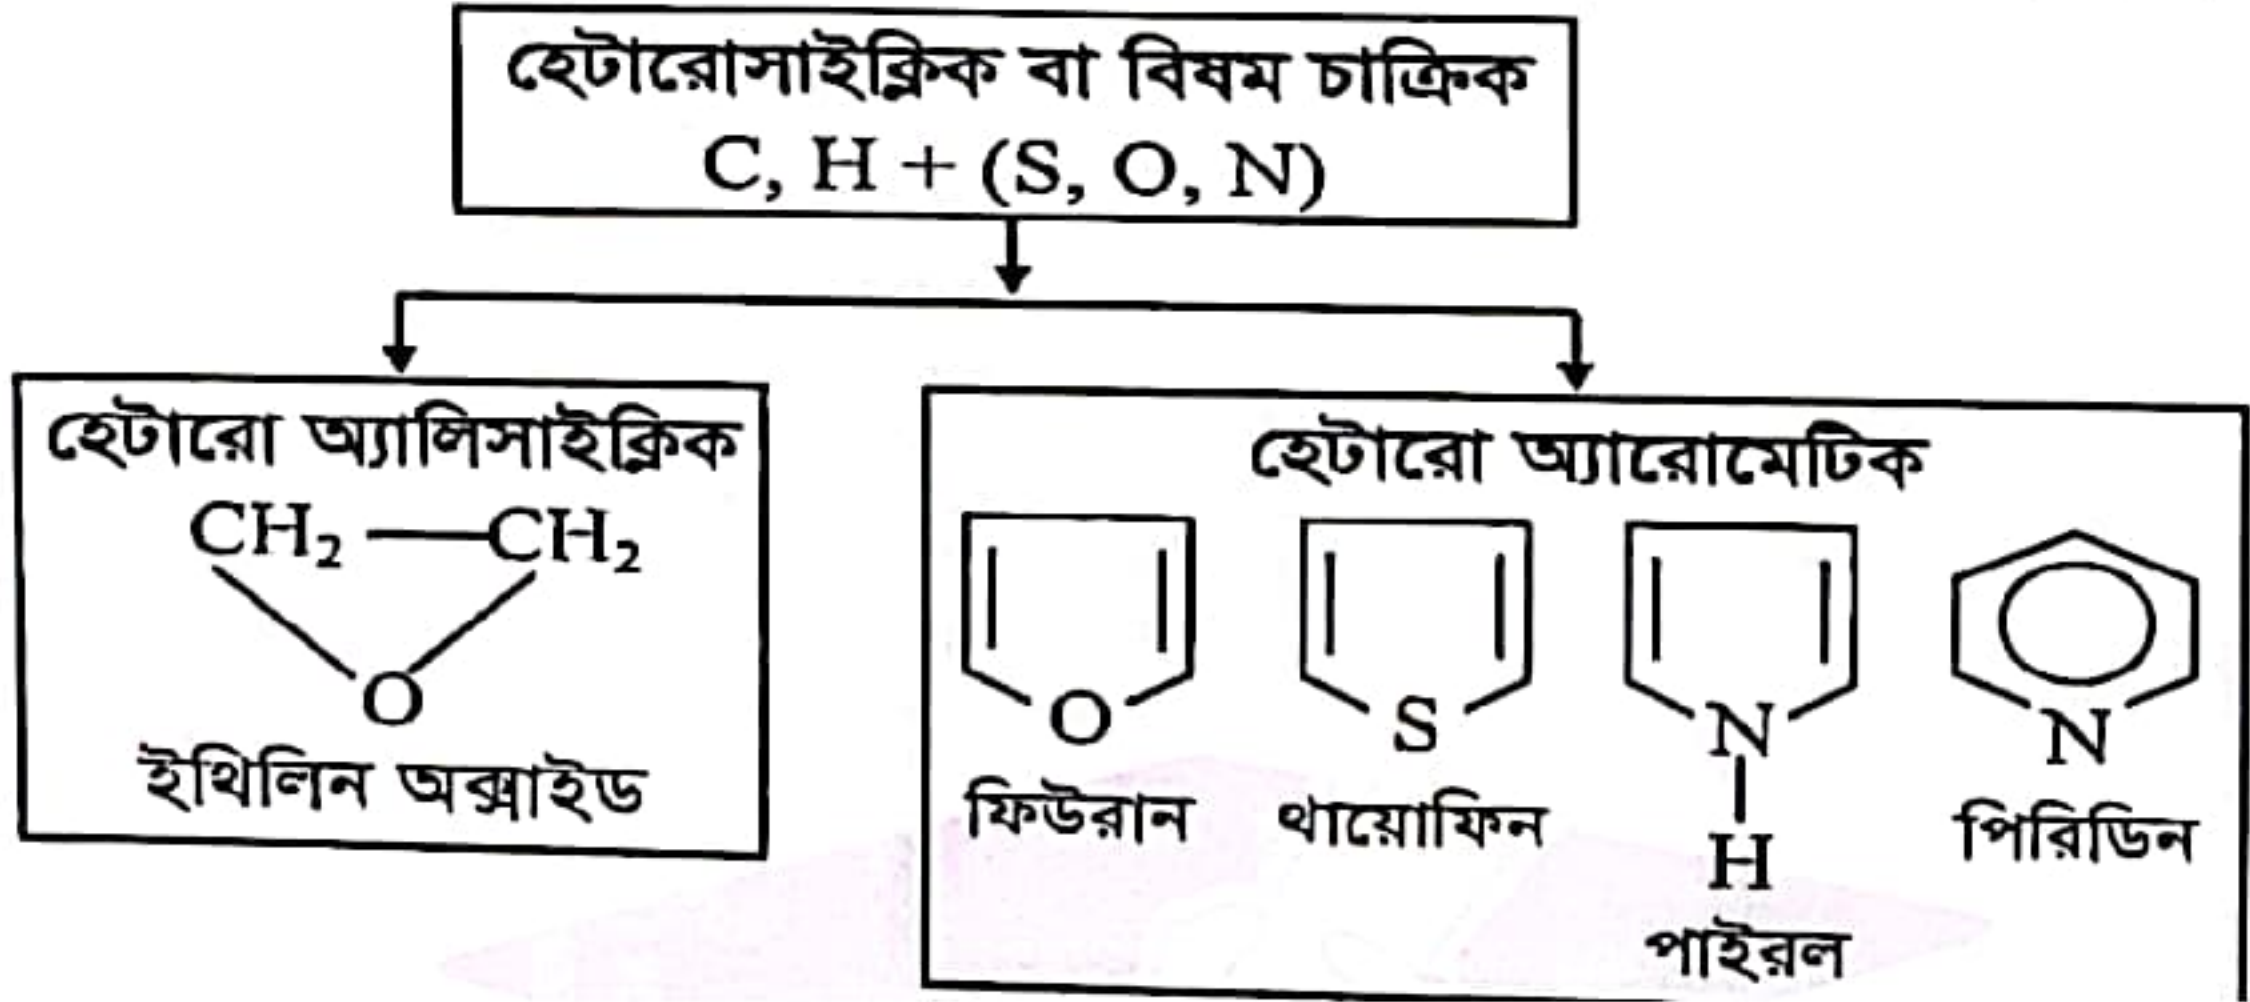 হেটারোসাইক্লিক বা বিষম চাক্রিক
C, H + (S, O, N)
হেটারো অ্যালিসাইক্লিক
CH₂ — CH₂
O
ইথিলিন অক্সাইড
হেটারো অ্যারোমেটিক
O
ফিউরান
S
থায়োফিন
N
H
পাইরল
N
পিরিডিন